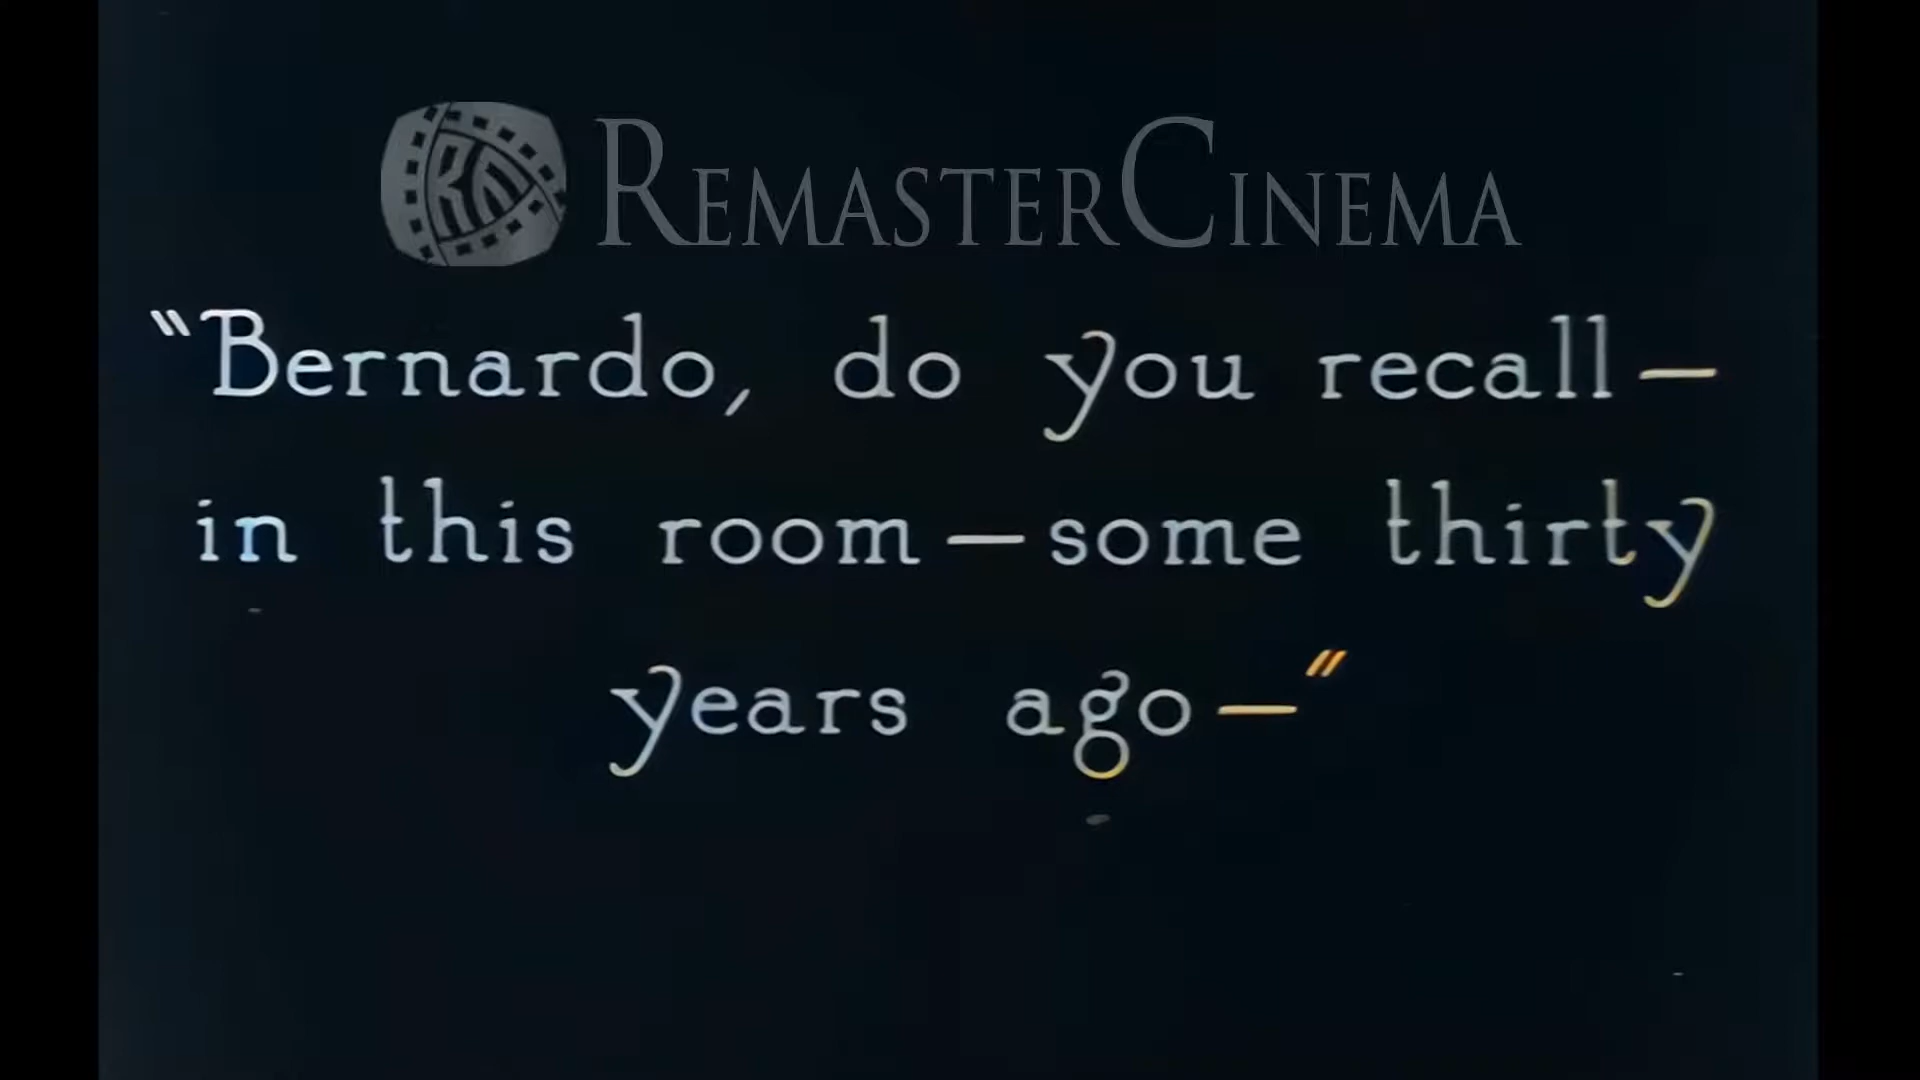 REMASTERCINEMA
"Bernardo, do you recall—
in this room—some thirty
years ago—"